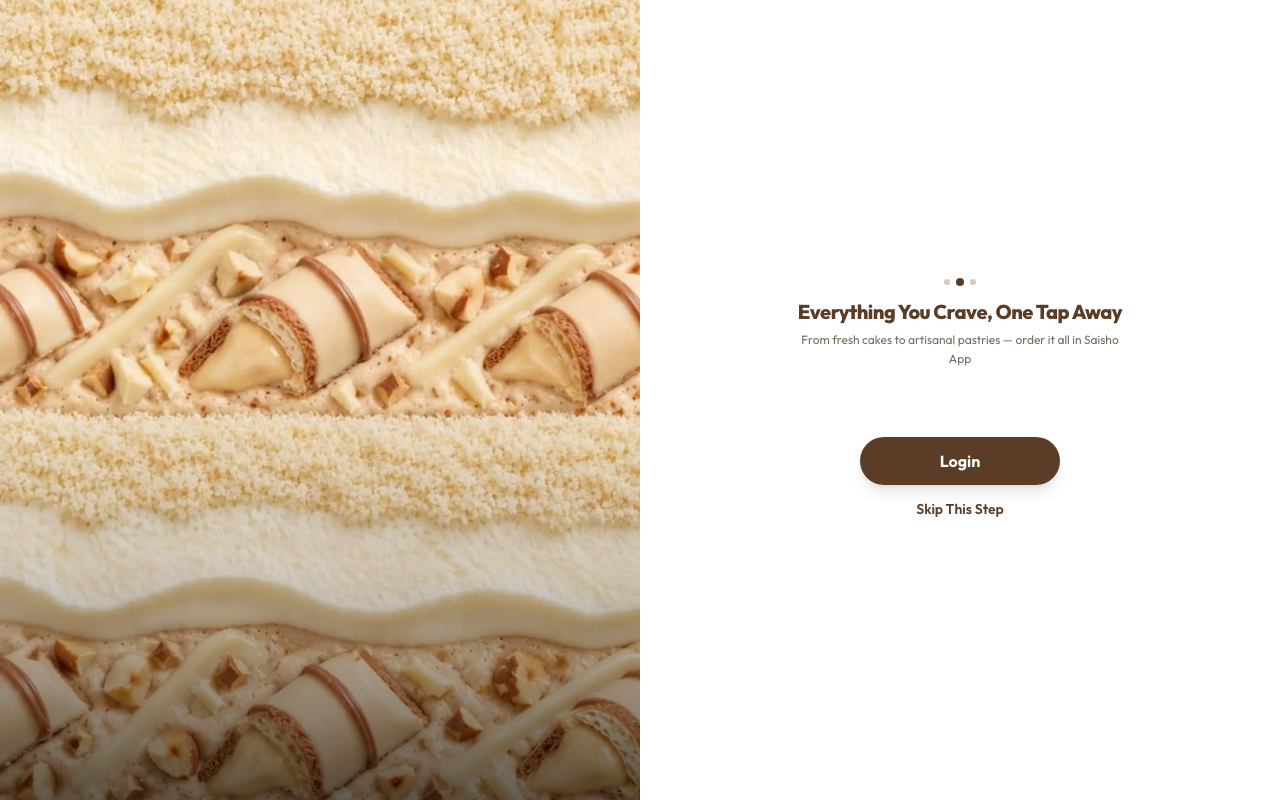 Everything You Crave, One Tap Away
From fresh cakes to artisanal pastries — order it all in Saisho
App
Login
Skip This Step